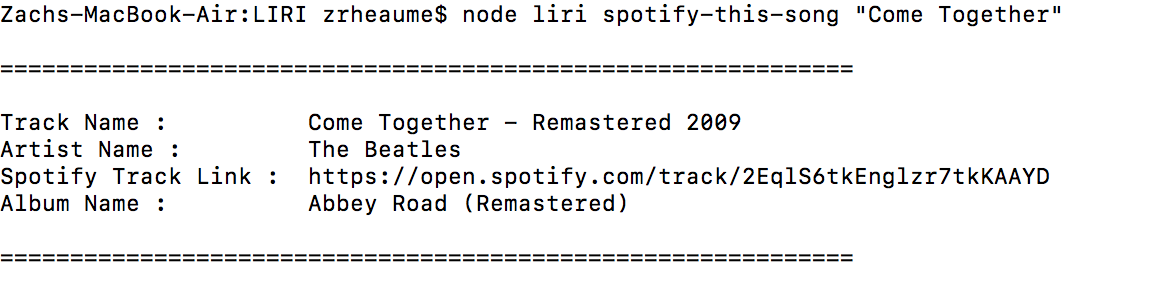 Zachs-MacBook-Air:LIRI zrheaume$ node liri spotify-this-song "Come Together"
=============================================================
Track Name :          Come Together - Remastered 2009
Artist Name :         The Beatles
Spotify Track Link :  https://open.spotify.com/track/2EqlS6tkEnglzr7tkKAAYD
Album Name :          Abbey Road (Remastered)
=============================================================